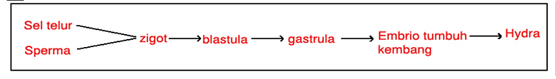 Sel telur
Sperma
zigot
blastula
gastrula
Embrio tumbuh
kembang
Hydra